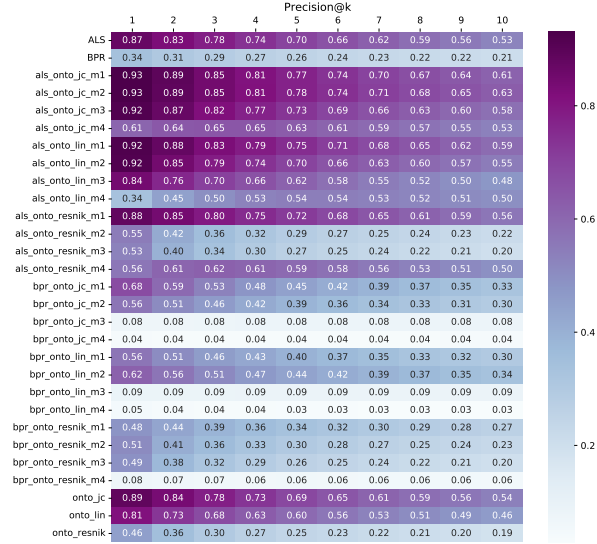 Precision@k
1 2 3 4 5 6 7 8 9 10
ALS 0.87 0.83 0.78 0.74 0.70 0.66 0.62 0.59 0.56 0.53
BPR 0.34 0.31 0.29 0.27 0.26 0.24 0.23 0.22 0.22 0.21
als_onto_jc_m1 0.93 0.89 0.85 0.81 0.77 0.74 0.70 0.67 0.64 0.61
als_onto_jc_m2 0.93 0.89 0.85 0.81 0.78 0.74 0.71 0.68 0.65 0.63
als_onto_jc_m3 0.92 0.87 0.82 0.77 0.73 0.69 0.66 0.63 0.60 0.58
als_onto_jc_m4 0.61 0.64 0.65 0.65 0.63 0.61 0.59 0.57 0.55 0.53
als_onto_lin_m1 0.92 0.88 0.83 0.79 0.75 0.71 0.68 0.65 0.62 0.59
als_onto_lin_m2 0.92 0.85 0.79 0.74 0.70 0.66 0.63 0.60 0.57 0.55
als_onto_lin_m3 0.84 0.76 0.70 0.66 0.62 0.58 0.55 0.52 0.50 0.48
als_onto_lin_m4 0.34 0.45 0.50 0.53 0.54 0.54 0.53 0.52 0.51 0.50
als_onto_resnik_m1 0.88 0.85 0.80 0.75 0.72 0.68 0.65 0.61 0.59 0.56
als_onto_resnik_m2 0.55 0.42 0.36 0.32 0.29 0.27 0.25 0.24 0.23 0.22
als_onto_resnik_m3 0.53 0.40 0.34 0.30 0.27 0.25 0.24 0.22 0.21 0.20
als_onto_resnik_m4 0.56 0.61 0.62 0.61 0.59 0.58 0.56 0.53 0.51 0.50
bpr_onto_jc_m1 0.68 0.59 0.53 0.48 0.45 0.42 0.39 0.37 0.35 0.33
bpr_onto_jc_m2 0.56 0.51 0.46 0.42 0.39 0.36 0.34 0.33 0.31 0.30
bpr_onto_jc_m3 0.08 0.08 0.08 0.08 0.08 0.08 0.08 0.08 0.08 0.08
bpr_onto_jc_m4 0.04 0.04 0.04 0.04 0.04 0.04 0.04 0.04 0.04 0.04
bpr_onto_lin_m1 0.56 0.51 0.46 0.43 0.40 0.37 0.35 0.33 0.32 0.30
bpr_onto_lin_m2 0.62 0.56 0.51 0.47 0.44 0.42 0.39 0.37 0.35 0.34
bpr_onto_lin_m3 0.09 0.09 0.09 0.09 0.09 0.09 0.09 0.09 0.09 0.09
bpr_onto_lin_m4 0.05 0.04 0.04 0.04 0.03 0.03 0.03 0.03 0.03 0.03
bpr_onto_resnik_m1 0.48 0.44 0.39 0.36 0.34 0.32 0.30 0.29 0.28 0.27
bpr_onto_resnik_m2 0.51 0.41 0.36 0.33 0.30 0.28 0.27 0.25 0.24 0.23
bpr_onto_resnik_m3 0.49 0.38 0.32 0.29 0.26 0.25 0.24 0.22 0.21 0.20
bpr_onto_resnik_m4 0.08 0.07 0.07 0.06 0.06 0.06 0.06 0.06 0.06 0.06
onto_jc 0.89 0.84 0.78 0.73 0.69 0.65 0.61 0.59 0.56 0.54
onto_lin 0.81 0.73 0.68 0.63 0.60 0.56 0.53 0.51 0.49 0.46
onto_resnik 0.46 0.36 0.30 0.27 0.25 0.23 0.22 0.21 0.20 0.19
0.8
0.6
0.4
0.2